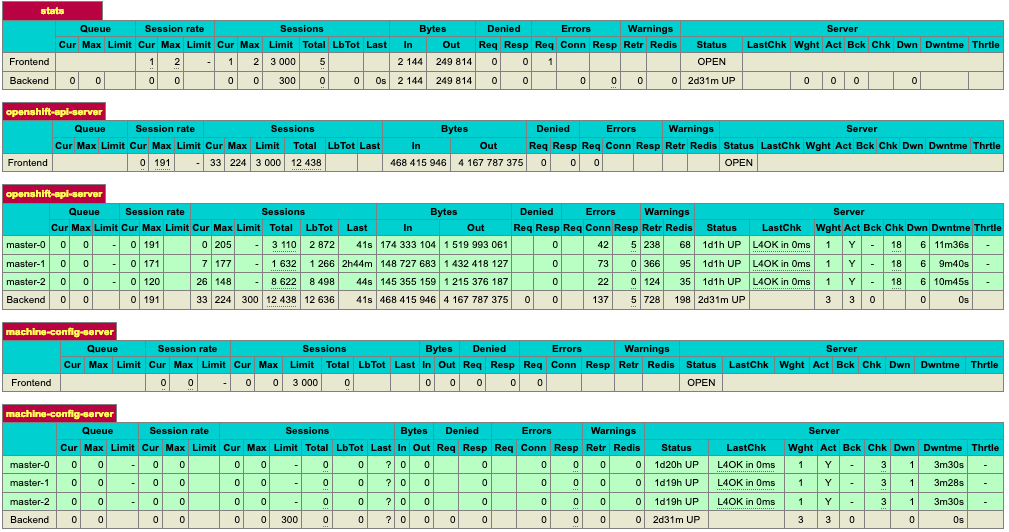 stats
Queue Session rate Sessions Bytes Denied Errors Warnings Server
Cur Max Limit Cur Max Limit Cur Max Limit Total LbTot Last In Out Req Resp Req Conn Resp Retr Redis Status LastChk Wght Act Bck Chk Dwn Dwntme Thrtle
Frontend 1 2 - 1 2 3 000 5 2 144 249 814 0 0 1 OPEN
Backend 0 0 0 0 0 0 300 0 0 0s 2 144 249 814 0 0 0 0 0 0 2d31m UP 0 0 0 0
openshift-api-server
Queue Session rate Sessions Bytes Denied Errors Warnings Server
Cur Max Limit Cur Max Limit Cur Max Limit Total LbTot Last In Out Req Resp Req Conn Resp Retr Redis Status LastChk Wght Act Bck Chk Dwn Dwntme Thrtle
Frontend 0 191 - 33 224 3 000 12 438 468 415 946 4 167 787 375 0 0 0 OPEN
openshift-api-server
Queue Session rate Sessions Bytes Denied Errors Warnings Server
Cur Max Limit Cur Max Limit Cur Max Limit Total LbTot Last In Out Req Resp Req Conn Resp Retr Redis Status LastChk Wght Act Bck Chk Dwn Dwntme Thrtle
master-0 0 0 - 0 191 0 205 - 3 110 2 872 41s 174 333 104 1 519 993 061 0 42 5 238 68 1d1h UP L4OK in 0ms 1 Y - 18 6 11m36s -
master-1 0 0 - 0 171 7 177 - 1 632 1 266 2h44m 148 727 683 1 432 418 127 0 73 0 366 95 1d1h UP L4OK in 0ms 1 Y - 18 6 9m40s -
master-2 0 0 - 0 120 26 148 - 8 622 8 498 44s 145 355 159 1 215 376 187 0 22 0 124 35 1d1h UP L4OK in 0ms 1 Y - 18 6 10m45s -
Backend 0 0 0 191 33 224 300 12 438 12 636 41s 468 415 946 4 167 787 375 0 0 137 5 728 198 2d31m UP 3 3 0 0 0s
machine-config-server
Queue Session rate Sessions Bytes Denied Errors Warnings Server
Cur Max Limit Cur Max Limit Cur Max Limit Total LbTot Last In Out Req Resp Req Conn Resp Retr Redis Status LastChk Wght Act Bck Chk Dwn Dwntme Thrtle
Frontend 0 0 - 0 0 3 000 0 0 0 0 0 0 OPEN
machine-config-server
Queue Session rate Sessions Bytes Denied Errors Warnings Server
Cur Max Limit Cur Max Limit Cur Max Limit Total LbTot Last In Out Req Resp Req Conn Resp Retr Redis Status LastChk Wght Act Bck Chk Dwn Dwntme Thrtle
master-0 0 0 - 0 0 0 0 - 0 0 ? 0 0 0 0 0 0 0 1d20h UP L4OK in 0ms 1 Y - 3 1 3m30s -
master-1 0 0 - 0 0 0 0 - 0 0 ? 0 0 0 0 0 0 0 1d19h UP L4OK in 0ms 1 Y - 3 1 3m28s -
master-2 0 0 - 0 0 0 0 - 0 0 ? 0 0 0 0 0 0 0 1d19h UP L4OK in 0ms 1 Y - 3 1 3m30s -
Backend 0 0 0 0 0 0 300 0 0 ? 0 0 0 0 0 0 0 0 2d31m UP 3 3 0 0 0s